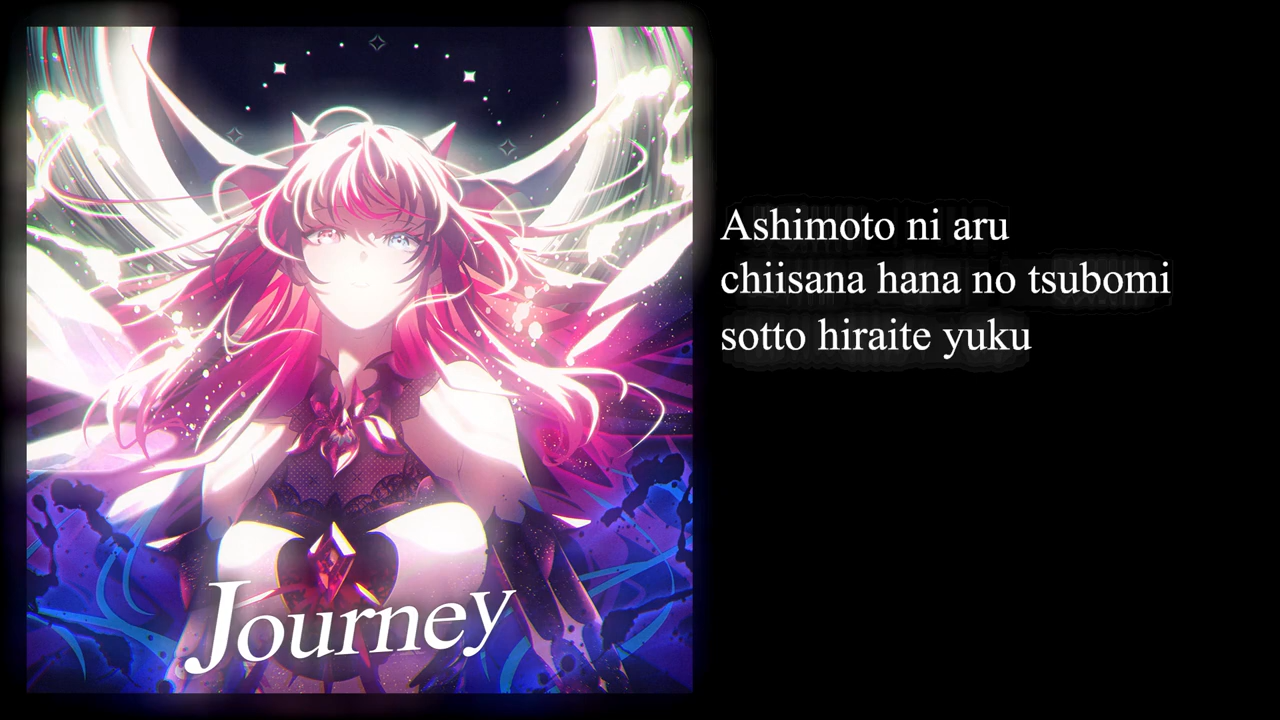 Journey
Ashimoto ni aru
chiisana hana no tsubomi
sotto hiraite yuku